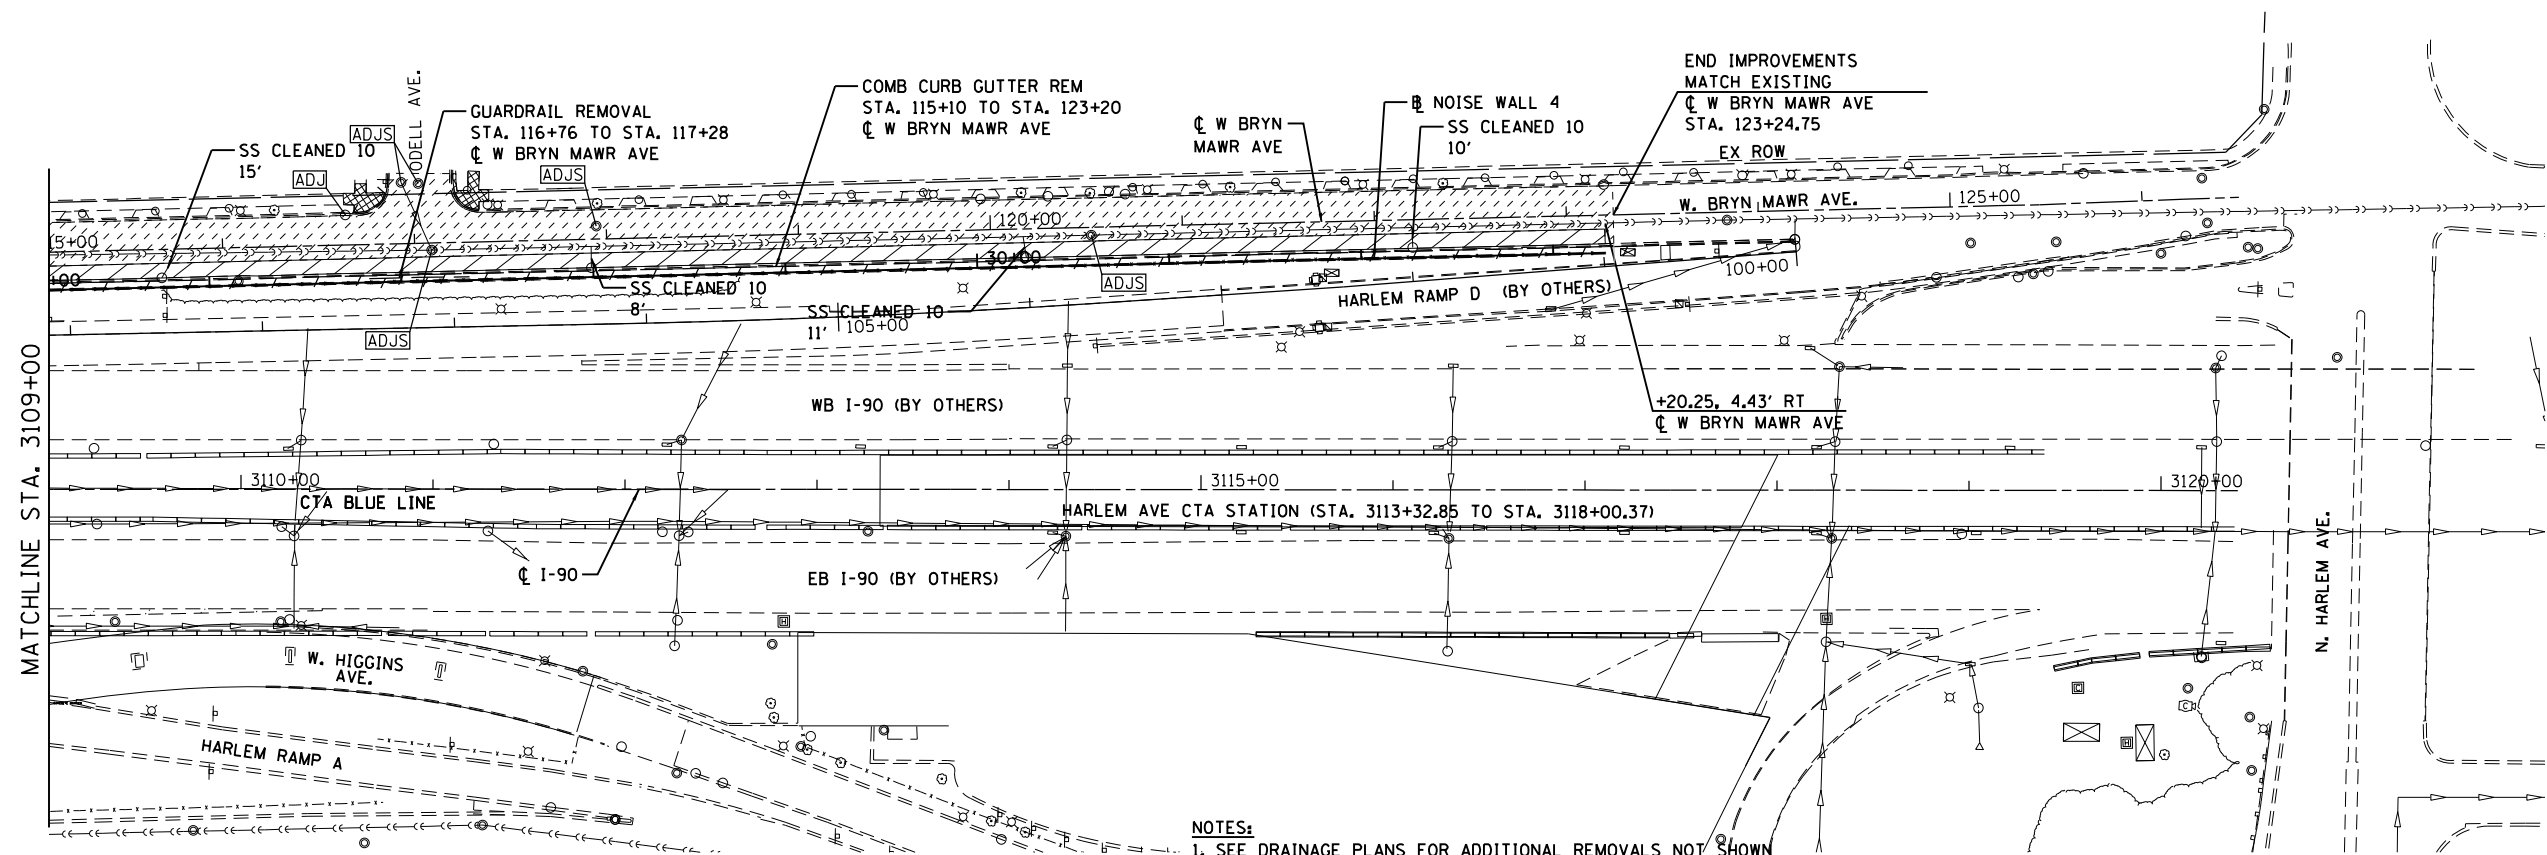 END IMPROVEMENTS
MATCH EXISTING
℄ W BRYN MAWR AVE
STA. 123+24.75
COMB CURB GUTTER REM
STA. 115+10 TO STA. 123+20
℄ W BRYN MAWR AVE
GUARDRAIL REMOVAL
STA. 116+76 TO STA. 117+28
℄ W BRYN MAWR AVE
ADJS
ODELL AVE.
SS CLEANED 10
15'
ADJ
ADJS
℄ W BRYN
MAWR AVE
B NOISE WALL 4
SS CLEANED 10
10'
EX ROW
W. BRYN MAWR AVE.
125+00
120+00
15+00
30+00
100+00
+00
SS CLEANED 10
8'
SS CLEANED 10
11'
105+00
ADJS
ADJS
HARLEM RAMP D (BY OTHERS)
MATCHLINE STA. 3109+00
WB I-90 (BY OTHERS)
+20.25, 4.43' RT
℄ W BRYN MAWR AVE
3110+00
3115+00
3120+00
CTA BLUE LINE
HARLEM AVE CTA STATION (STA. 3113+32.85 TO STA. 3118+00.37)
℄ I-90
EB I-90 (BY OTHERS)
N. HARLEM AVE.
W. HIGGINS
AVE.
HARLEM RAMP A
C
NOTES:
1. SEE DRAINAGE PLANS FOR ADDITIONAL REMOVALS NOT SHOWN